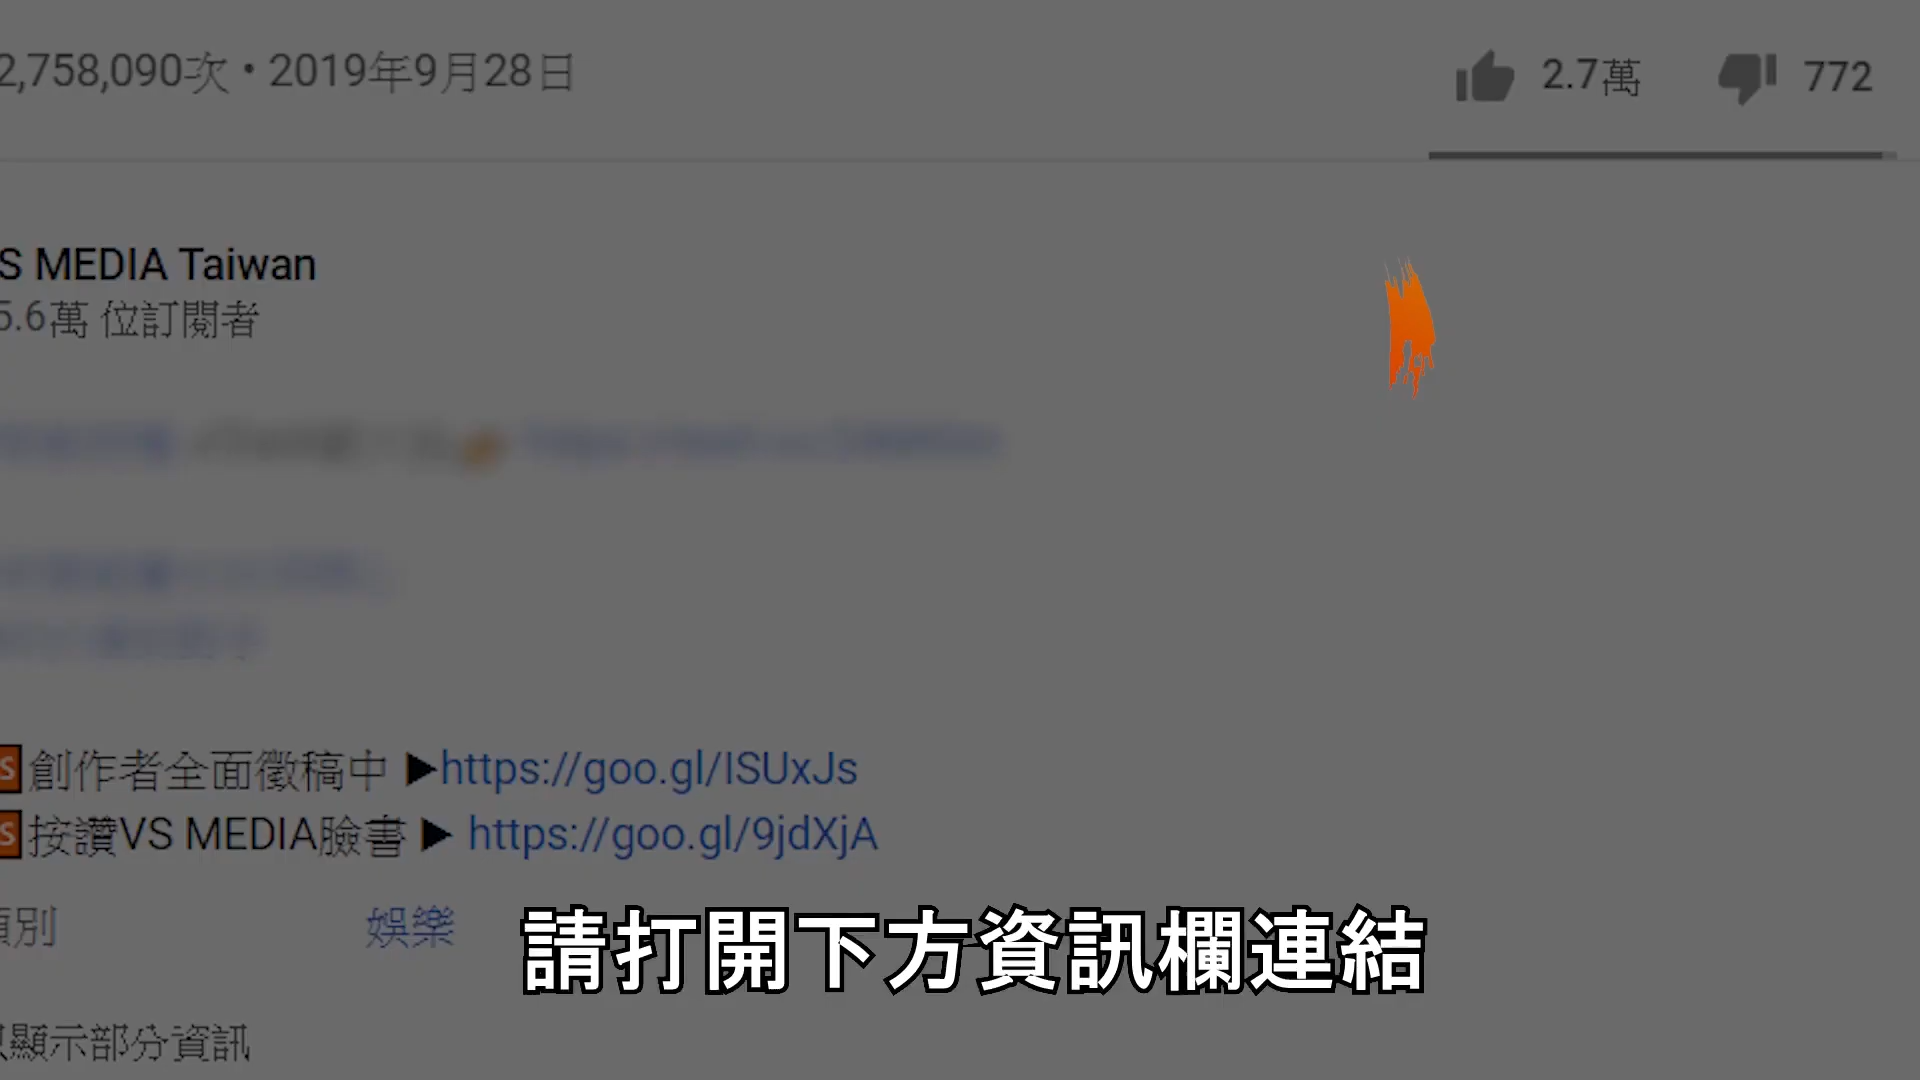 2,758,090次 • 2019年9月28日
2.7萬
772
S MEDIA Taiwan
5.6萬 位訂閱者
創作者全面徵稿中 ▶https://goo.gl/ISUxJs
按讚VS MEDIA臉書 ▶ https://goo.gl/9jdXjA
類別 娛樂
請打開下方資訊欄連結
只顯示部分資訊